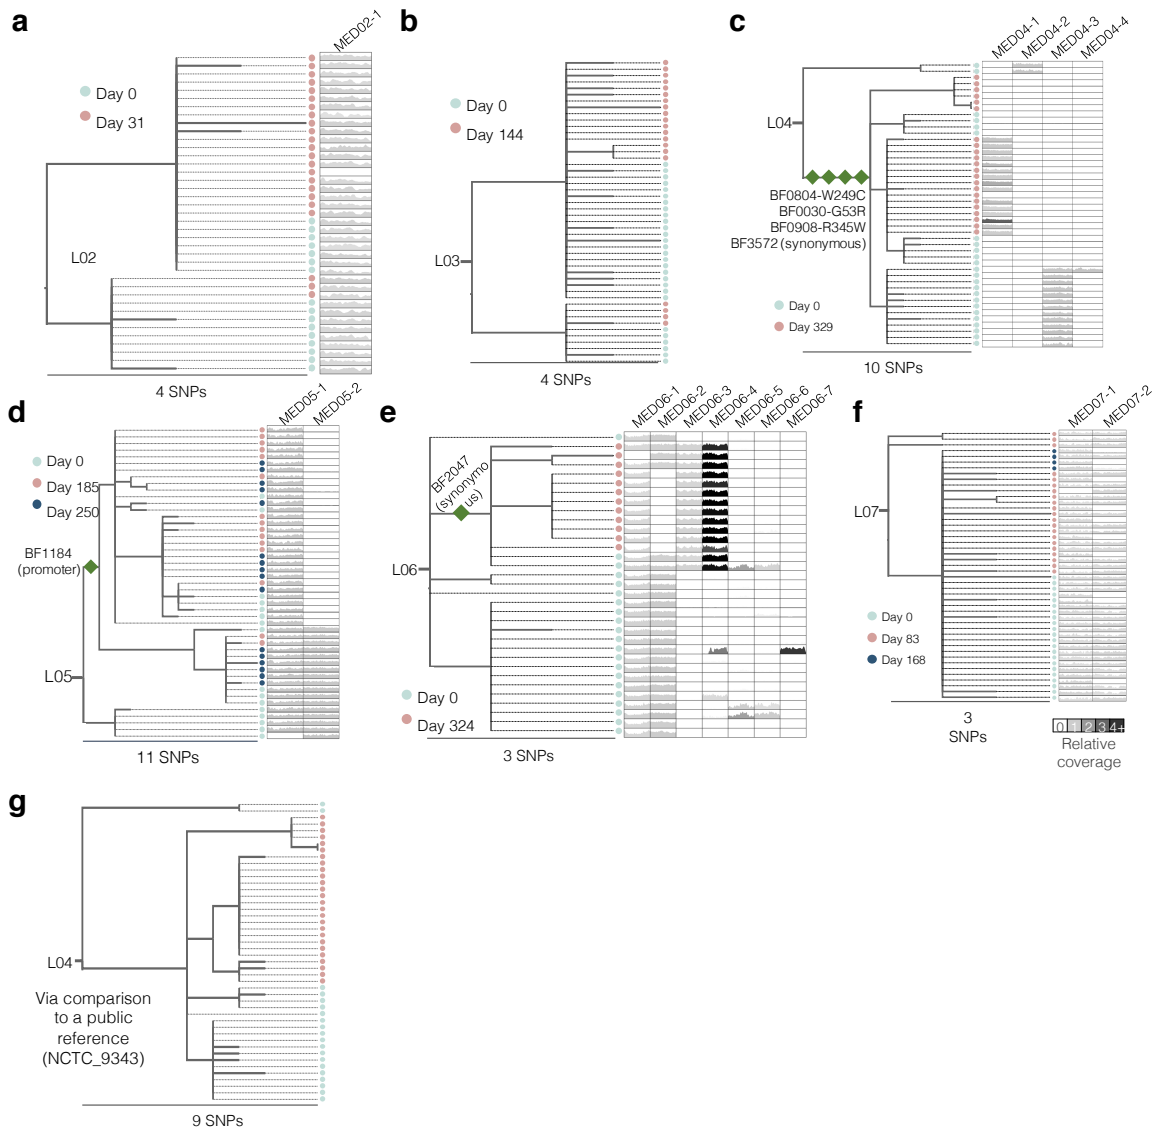 a
MED02-1
Day 0
Day 31
L02
4 SNPs
b
Day 0
Day 144
L03
4 SNPs
c
MED04-1
MED04-2
MED04-3
MED04-4
L04
BF0804-W249C
BF0030-G53R
BF0908-R345W
BF3572 (synonymous)
Day 0
Day 329
10 SNPs
d
MED05-1
MED05-2
Day 0
Day 185
Day 250
BF1184
(promoter)
L05
11 SNPs
e
MED06-1
MED06-2
MED06-3
MED06-4
MED06-5
MED06-6
MED06-7
BF2047
(synonymo
us)
L06
Day 0
Day 324
3 SNPs
f
MED07-1
MED07-2
L07
Day 0
Day 83
Day 168
3
SNPs
0 1 2 3 4+
Relative
coverage
g
L04
Via comparison
to a public
reference
(NCTC_9343)
9 SNPs